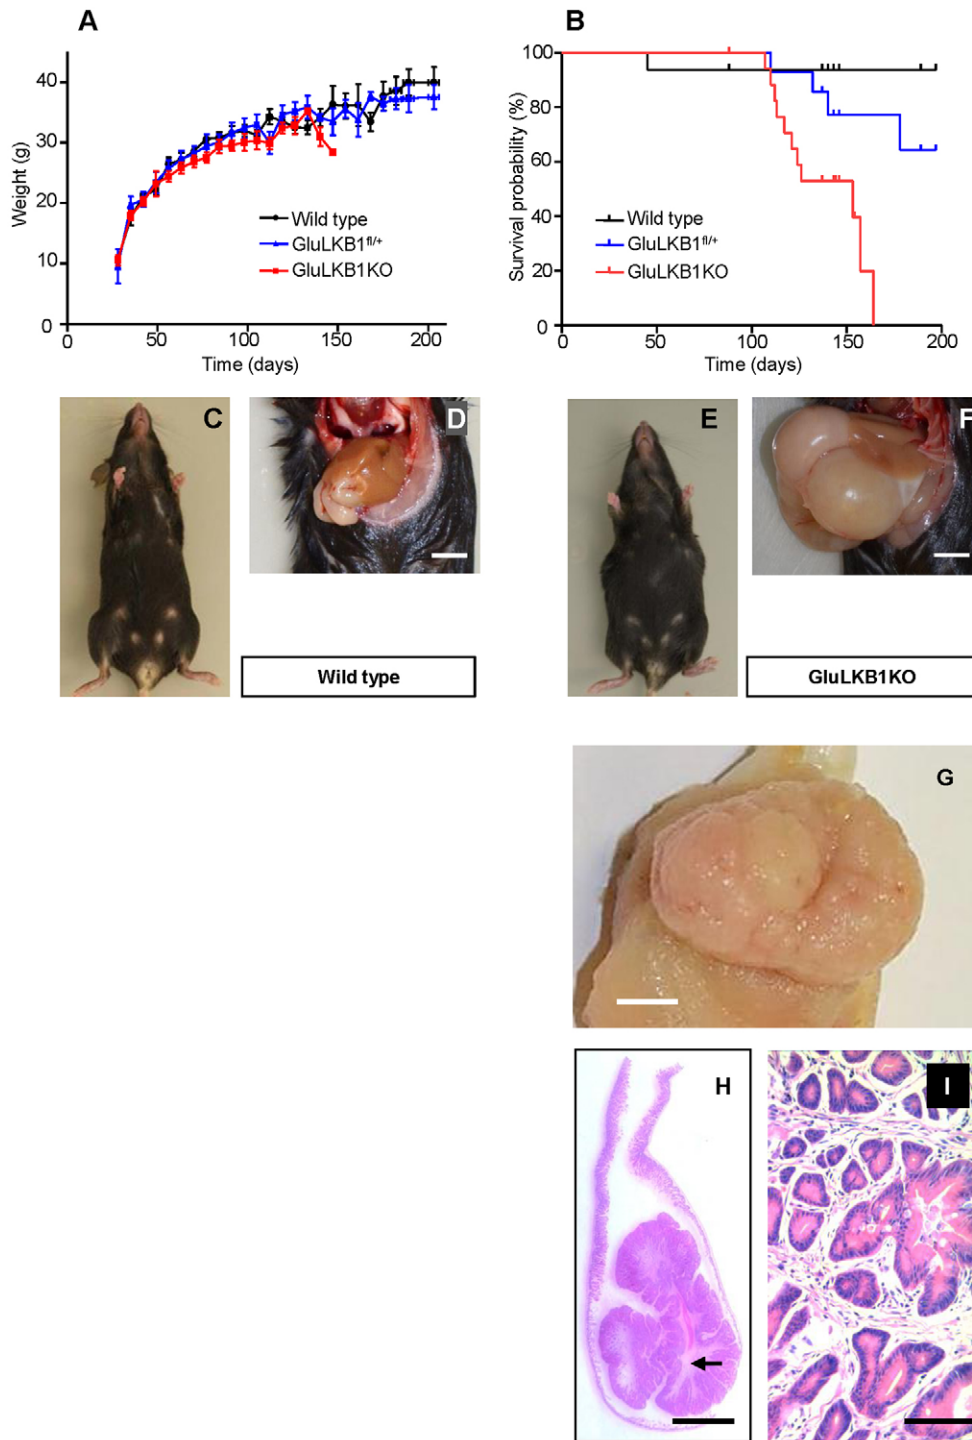 A
Weight (g)
40
30
20
10
0
0 50 100 150 200
Time (days)
Wild type
GluLKB1fl/+
GluLKB1KO
B
Survival probability (%)
100
80
60
40
20
0
0 50 100 150 200
Time (days)
Wild type
GluLKB1fl/+
GluLKB1KO
C
D
E
F
Wild type
GluLKB1KO
G
H
I